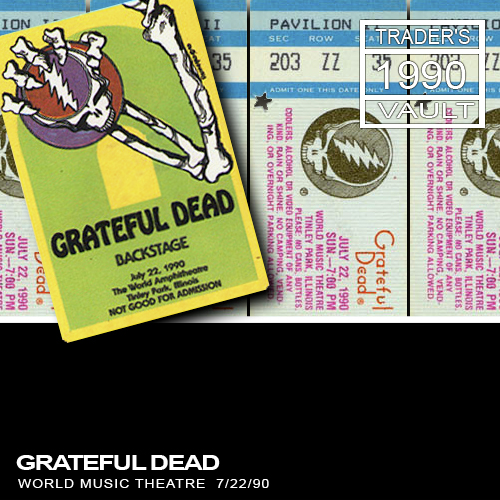 PAVILION II
SEC ROW SEAT
203 ZZ 35
ADMIT ONE THIS DATE ONLY
TRADER'S
1990
VAULT
GRATEFUL DEAD
BACKSTAGE
July 22, 1990
The World Amphitheatre
Tinley Park, Illinois
NOT GOOD FOR ADMISSION
Grateful
Dead ®
JULY 22, 1990
SUN.-7:00 PM
WORLD MUSIC THEATRE
TINLEY PARK, ILLINOIS
PLEASE, NO CANS, BOTTLES,
COOLERS, ALCOHOL OR VIDEO EQUIPMENT OF ANY
KIND. RAIN OR SHINE. NO CAMPING, VEND-
ING, OR OVERNIGHT PARKING ALLOWED.
GRATEFUL DEAD
WORLD MUSIC THEATRE 7/22/90